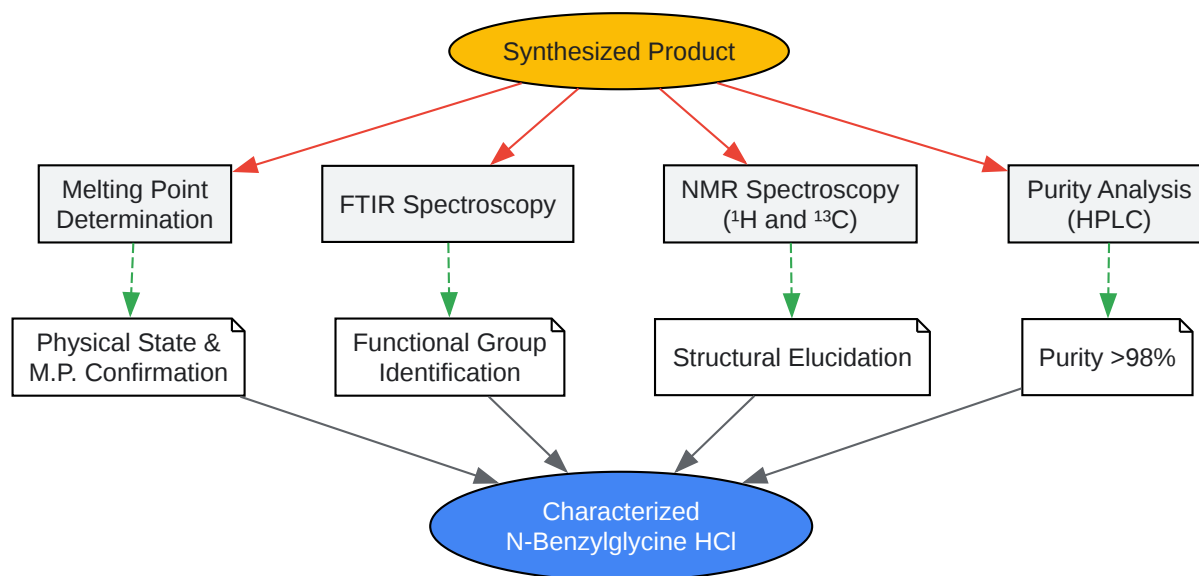 Synthesized Product
Melting Point
Determination
FTIR Spectroscopy
NMR Spectroscopy
(¹H and ¹³C)
Purity Analysis
(HPLC)
Physical State &
M.P. Confirmation
Functional Group
Identification
Structural Elucidation
Purity >98%
Characterized
N-Benzylglycine HCl